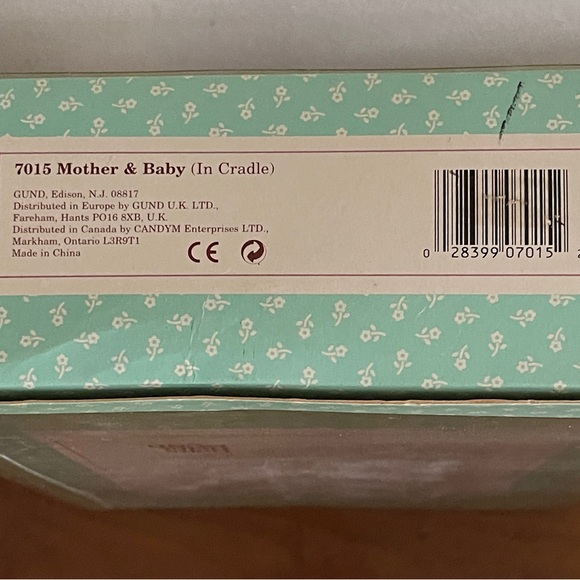 7015 Mother & Baby (In Cradle)
GUND, Edison, N.J. 08817
Distributed in Europe by GUND U.K. LTD.,
Fareham, Hants PO16 8XB, U.K.
Distributed in Canada by CANDYM Enterprises LTD.,
Markham, Ontario L3R9T1
Made in China
CE
0 28399 07015 2